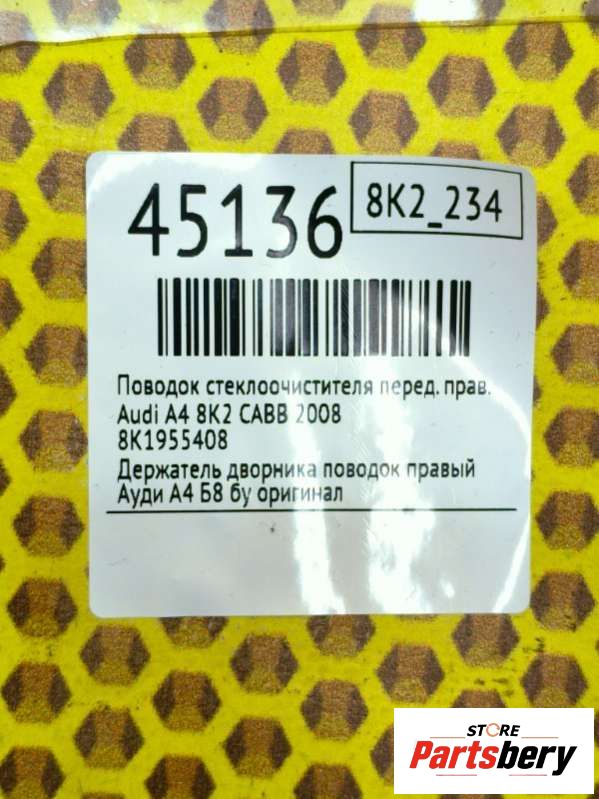 45136
8K2_234
Поводок стеклоочистителя перед. прав.
Audi A4 8K2 CABB 2008
8K1955408
Держатель дворника поводок правый
Ауди А4 Б8 бу оригинал
STORE
Partsbery